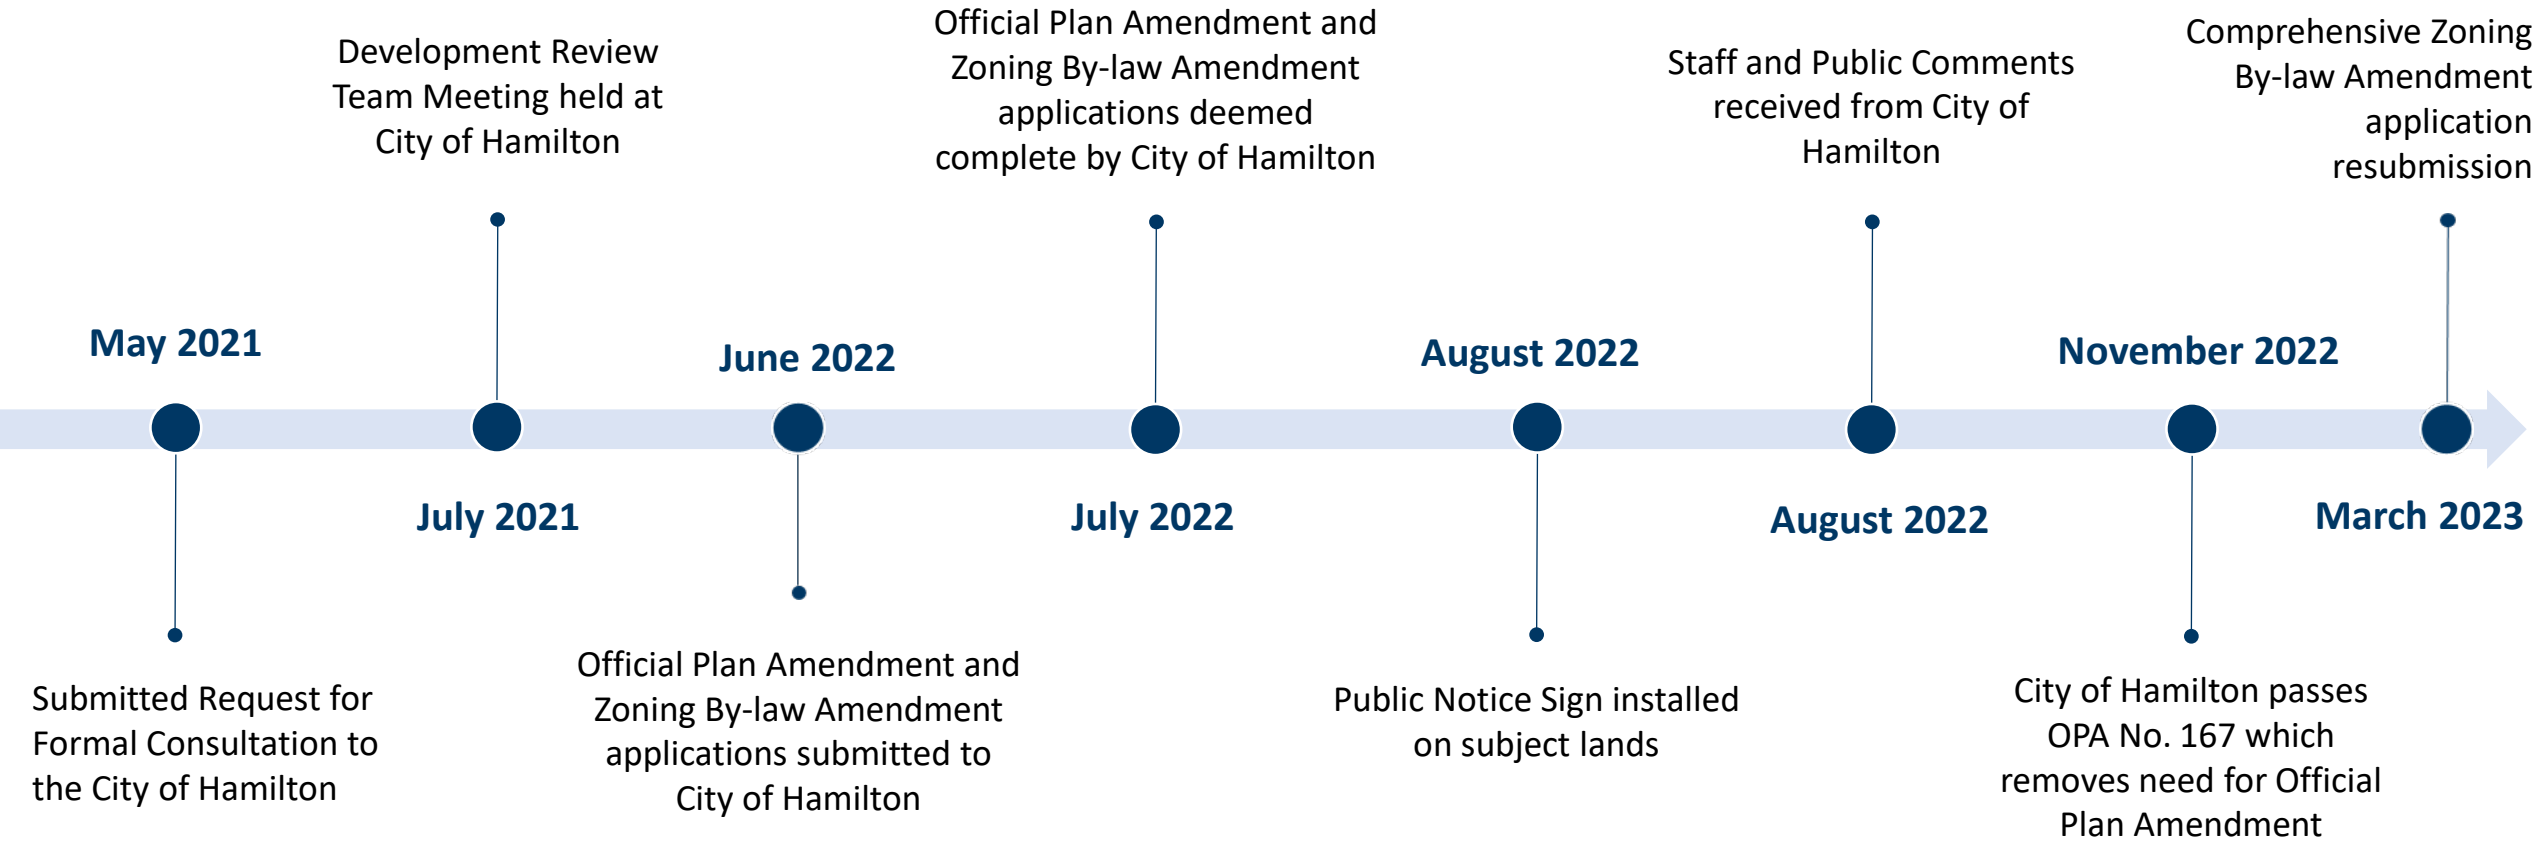 May 2021
Submitted Request for
Formal Consultation to
the City of Hamilton
Development Review
Team Meeting held at
City of Hamilton
July 2021
June 2022
Official Plan Amendment and
Zoning By-law Amendment
applications submitted to
City of Hamilton
Official Plan Amendment and
Zoning By-law Amendment
applications deemed
complete by City of Hamilton
July 2022
August 2022
Public Notice Sign installed
on subject lands
Staff and Public Comments
received from City of
Hamilton
August 2022
November 2022
City of Hamilton passes
OPA No. 167 which
removes need for Official
Plan Amendment
Comprehensive Zoning
By-law Amendment
application
resubmission
March 2023